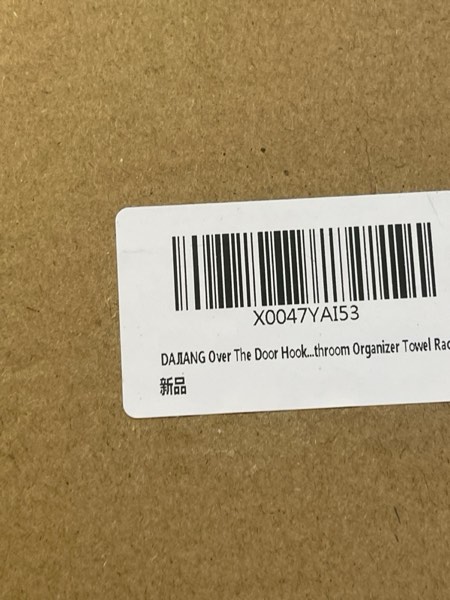 X0047YAI53
DAJIANG Over The Door Hook...throom Organizer Towel Rac
新品